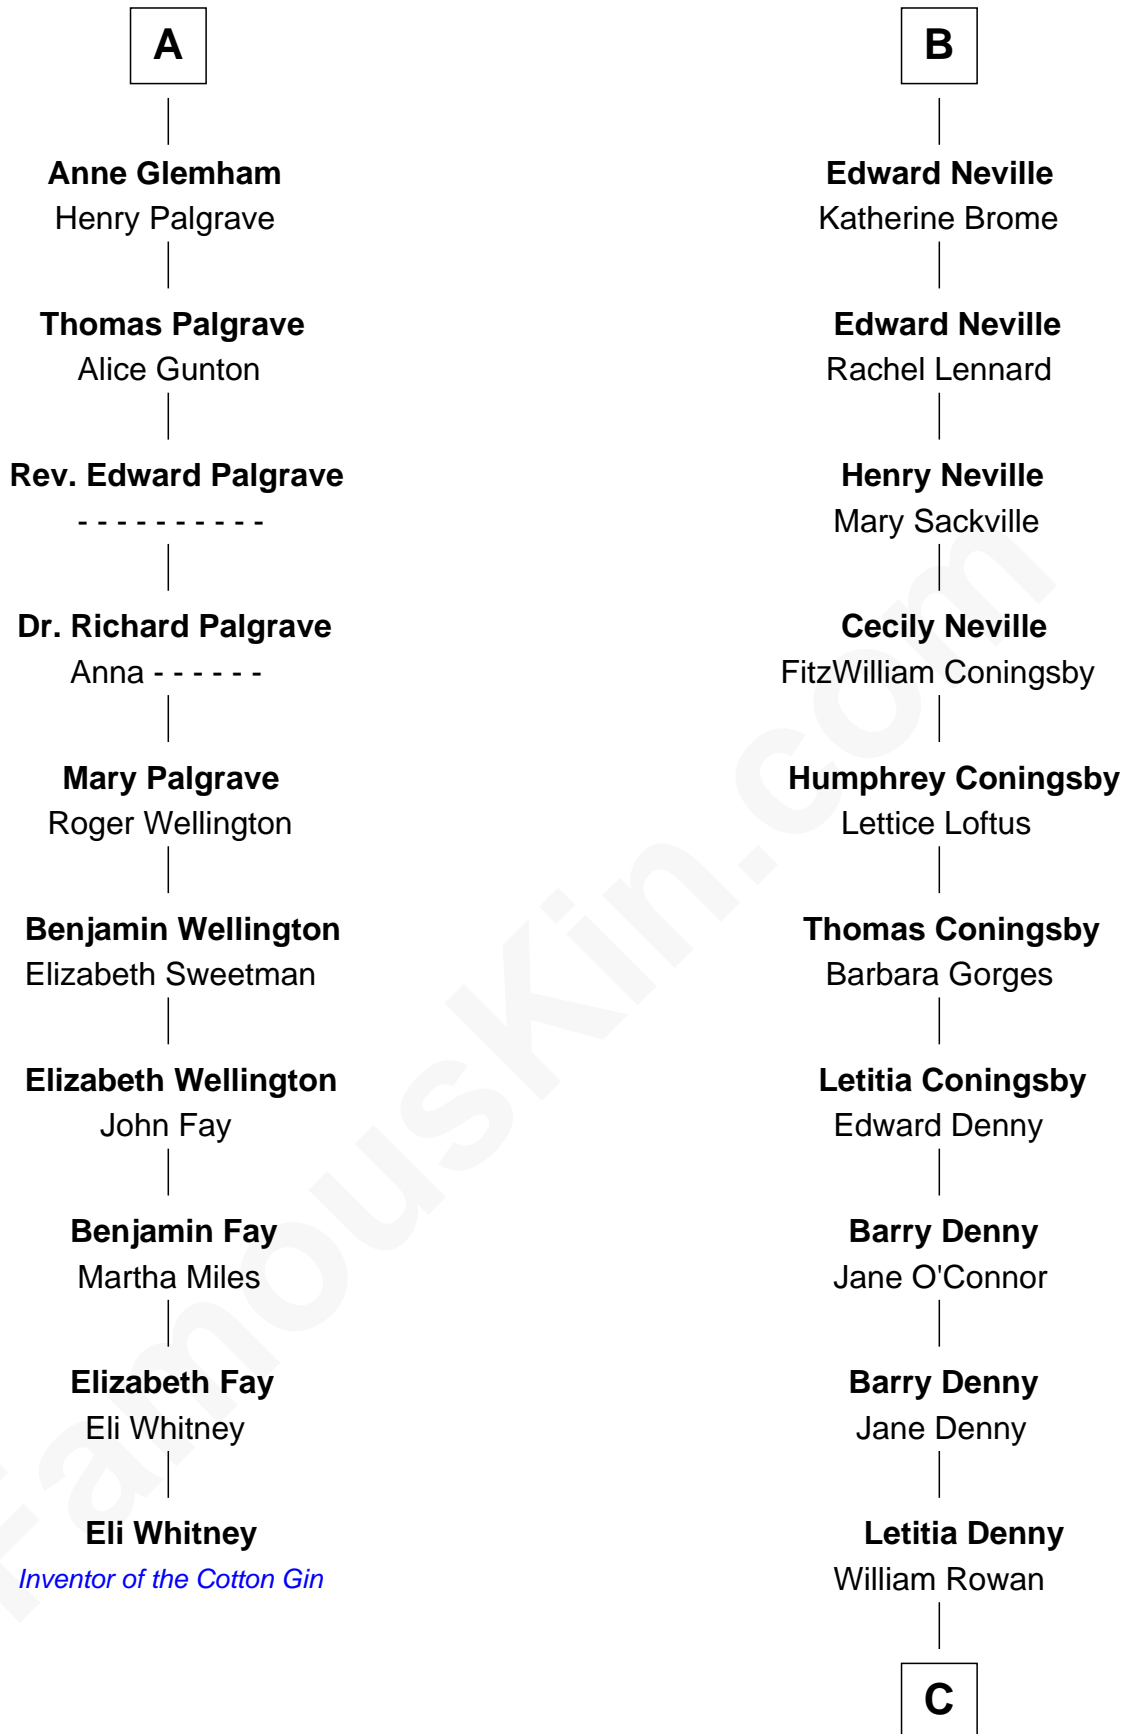 A
Anne Glemham
Henry Palgrave
Thomas Palgrave
Alice Gunton
Rev. Edward Palgrave
- - - - - - - - - -
Dr. Richard Palgrave
Anna - - - - - -
Mary Palgrave
Roger Wellington
Benjamin Wellington
Elizabeth Sweetman
Elizabeth Wellington
John Fay
Benjamin Fay
Martha Miles
Elizabeth Fay
Eli Whitney
Eli Whitney
Inventor of the Cotton Gin
B
Edward Neville
Katherine Brome
Edward Neville
Rachel Lennard
Henry Neville
Mary Sackville
Cecily Neville
FitzWilliam Coningsby
Humphrey Coningsby
Lettice Loftus
Thomas Coningsby
Barbara Gorges
Letitia Coningsby
Edward Denny
Barry Denny
Jane O'Connor
Barry Denny
Jane Denny
Letitia Denny
William Rowan
C
FamousKin.com